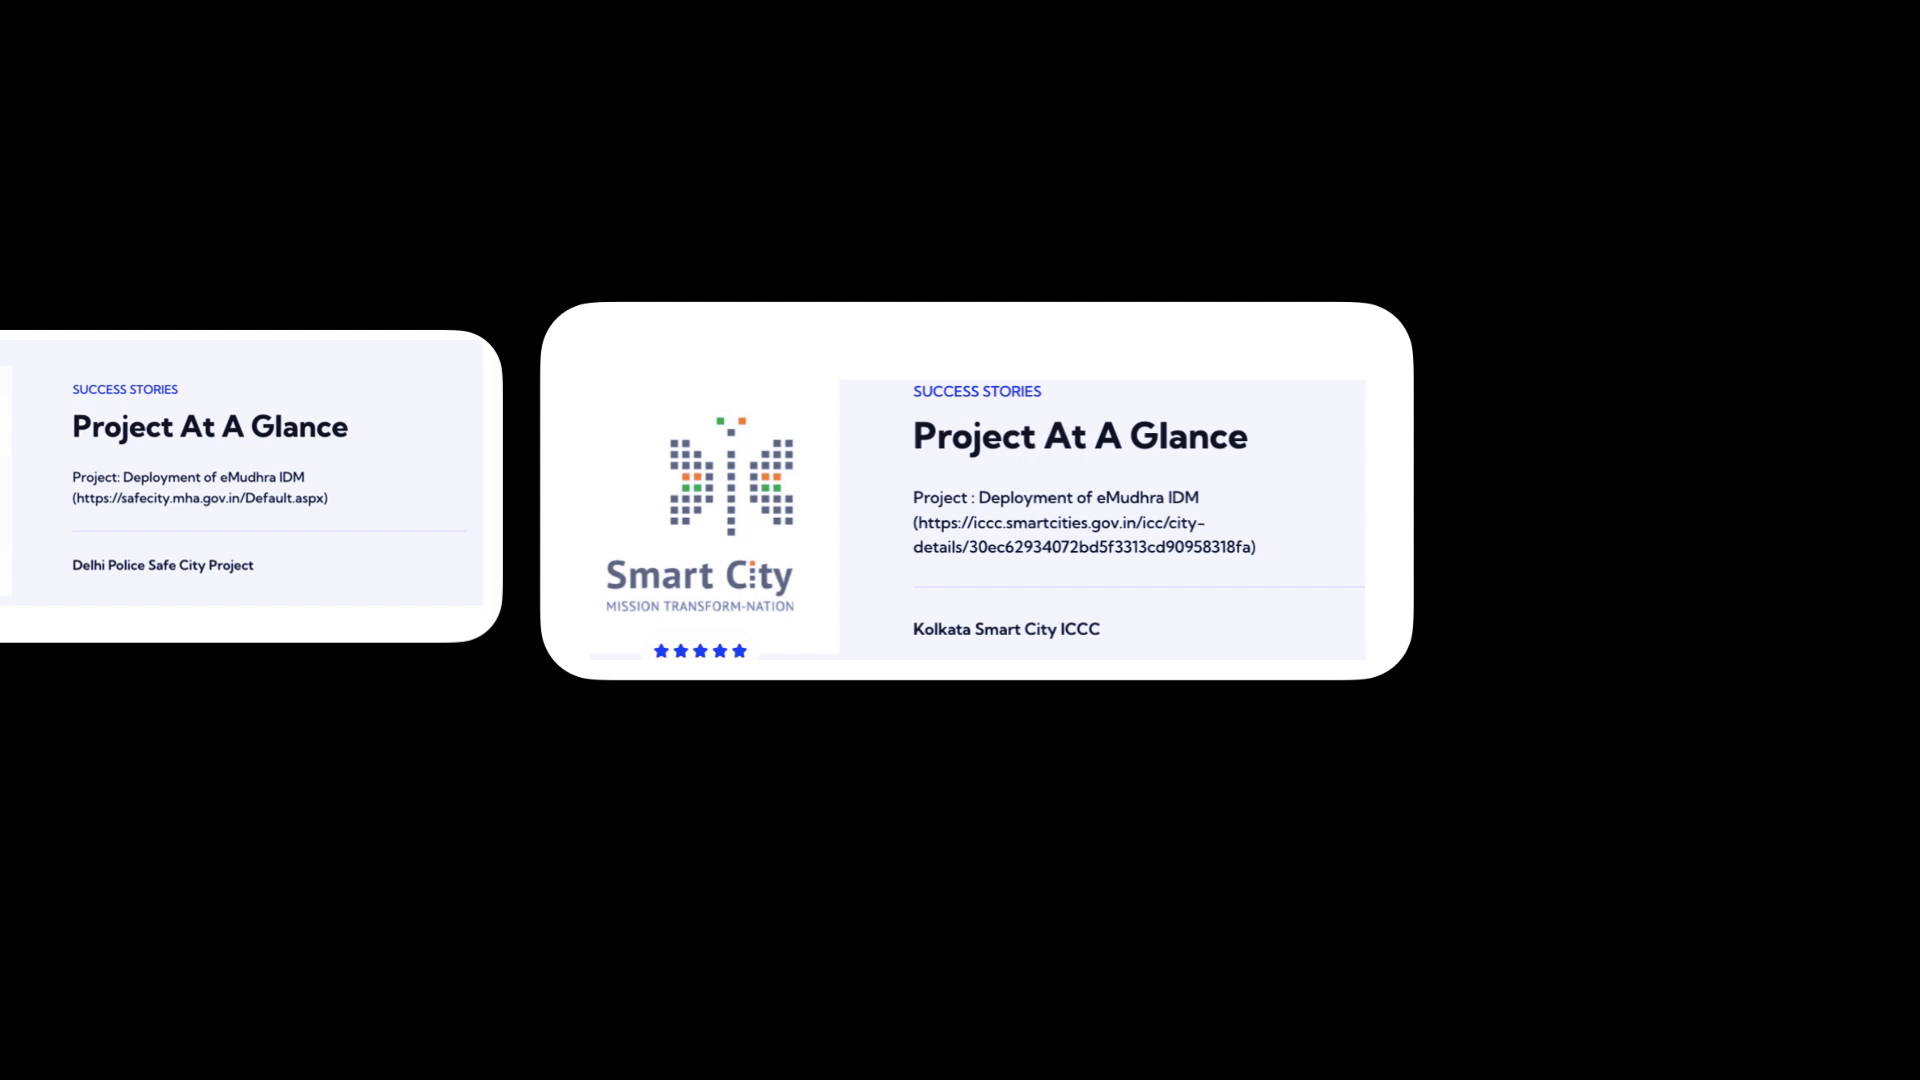 SUCCESS STORIES
Project At A Glance
Project: Deployment of eMudhra IDM
(https://safecity.mha.gov.in/Default.aspx)
Delhi Police Safe City Project
Smart City
MISSION TRANSFORM-NATION
SUCCESS STORIES
Project At A Glance
Project : Deployment of eMudhra IDM
(https://iccc.smartcities.gov.in/icc/city-
details/30ec62934072bd5f3313cd90958318fa)
Kolkata Smart City ICCC